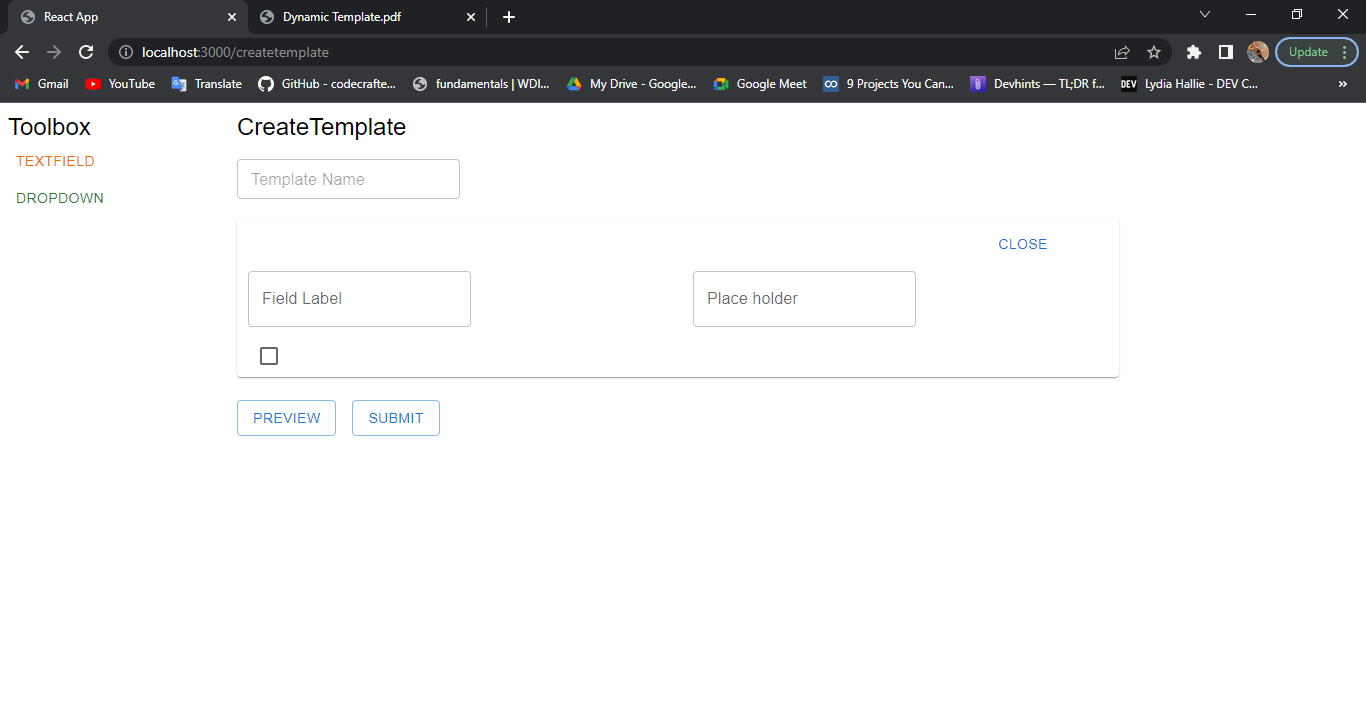 React App
Dynamic Template.pdf
localhost:3000/createtemplate
Update
Gmail
YouTube
Translate
GitHub - codecrafte...
fundamentals | WDI...
My Drive - Google...
Google Meet
9 Projects You Can...
Devhints — TL;DR f...
DEV
Lydia Hallie - DEV C...
»
Toolbox
TEXTFIELD
DROPDOWN
CreateTemplate
Template Name
CLOSE
Field Label
Place holder
PREVIEW
SUBMIT